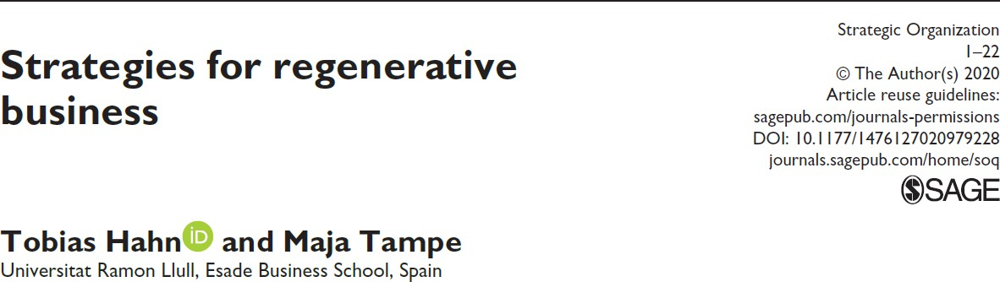 Strategic Organization
1–22
© The Author(s) 2020
Article reuse guidelines:
sagepub.com/journals-permissions
DOI: 10.1177/1476127020979228
journals.sagepub.com/home/soq
SAGE
Strategies for regenerative
business
Tobias Hahn iD and Maja Tampe
Universitat Ramon Llull, Esade Business School, Spain